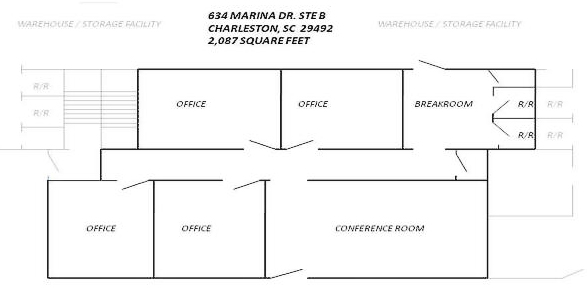 634 MARINA DR. STE B
WAREHOUSE / STORAGE FACILITY
WAREHOUSE / STORAGE FACILITY
CHARLESTON, SC 29492
2,087 SQUARE FEET
R/R
OFFICE
OFFICE
BREAKROOM
R/R
R/R
R/R
R/R
R/R
OFFICE
OFFICE
CONFERENCE ROOM